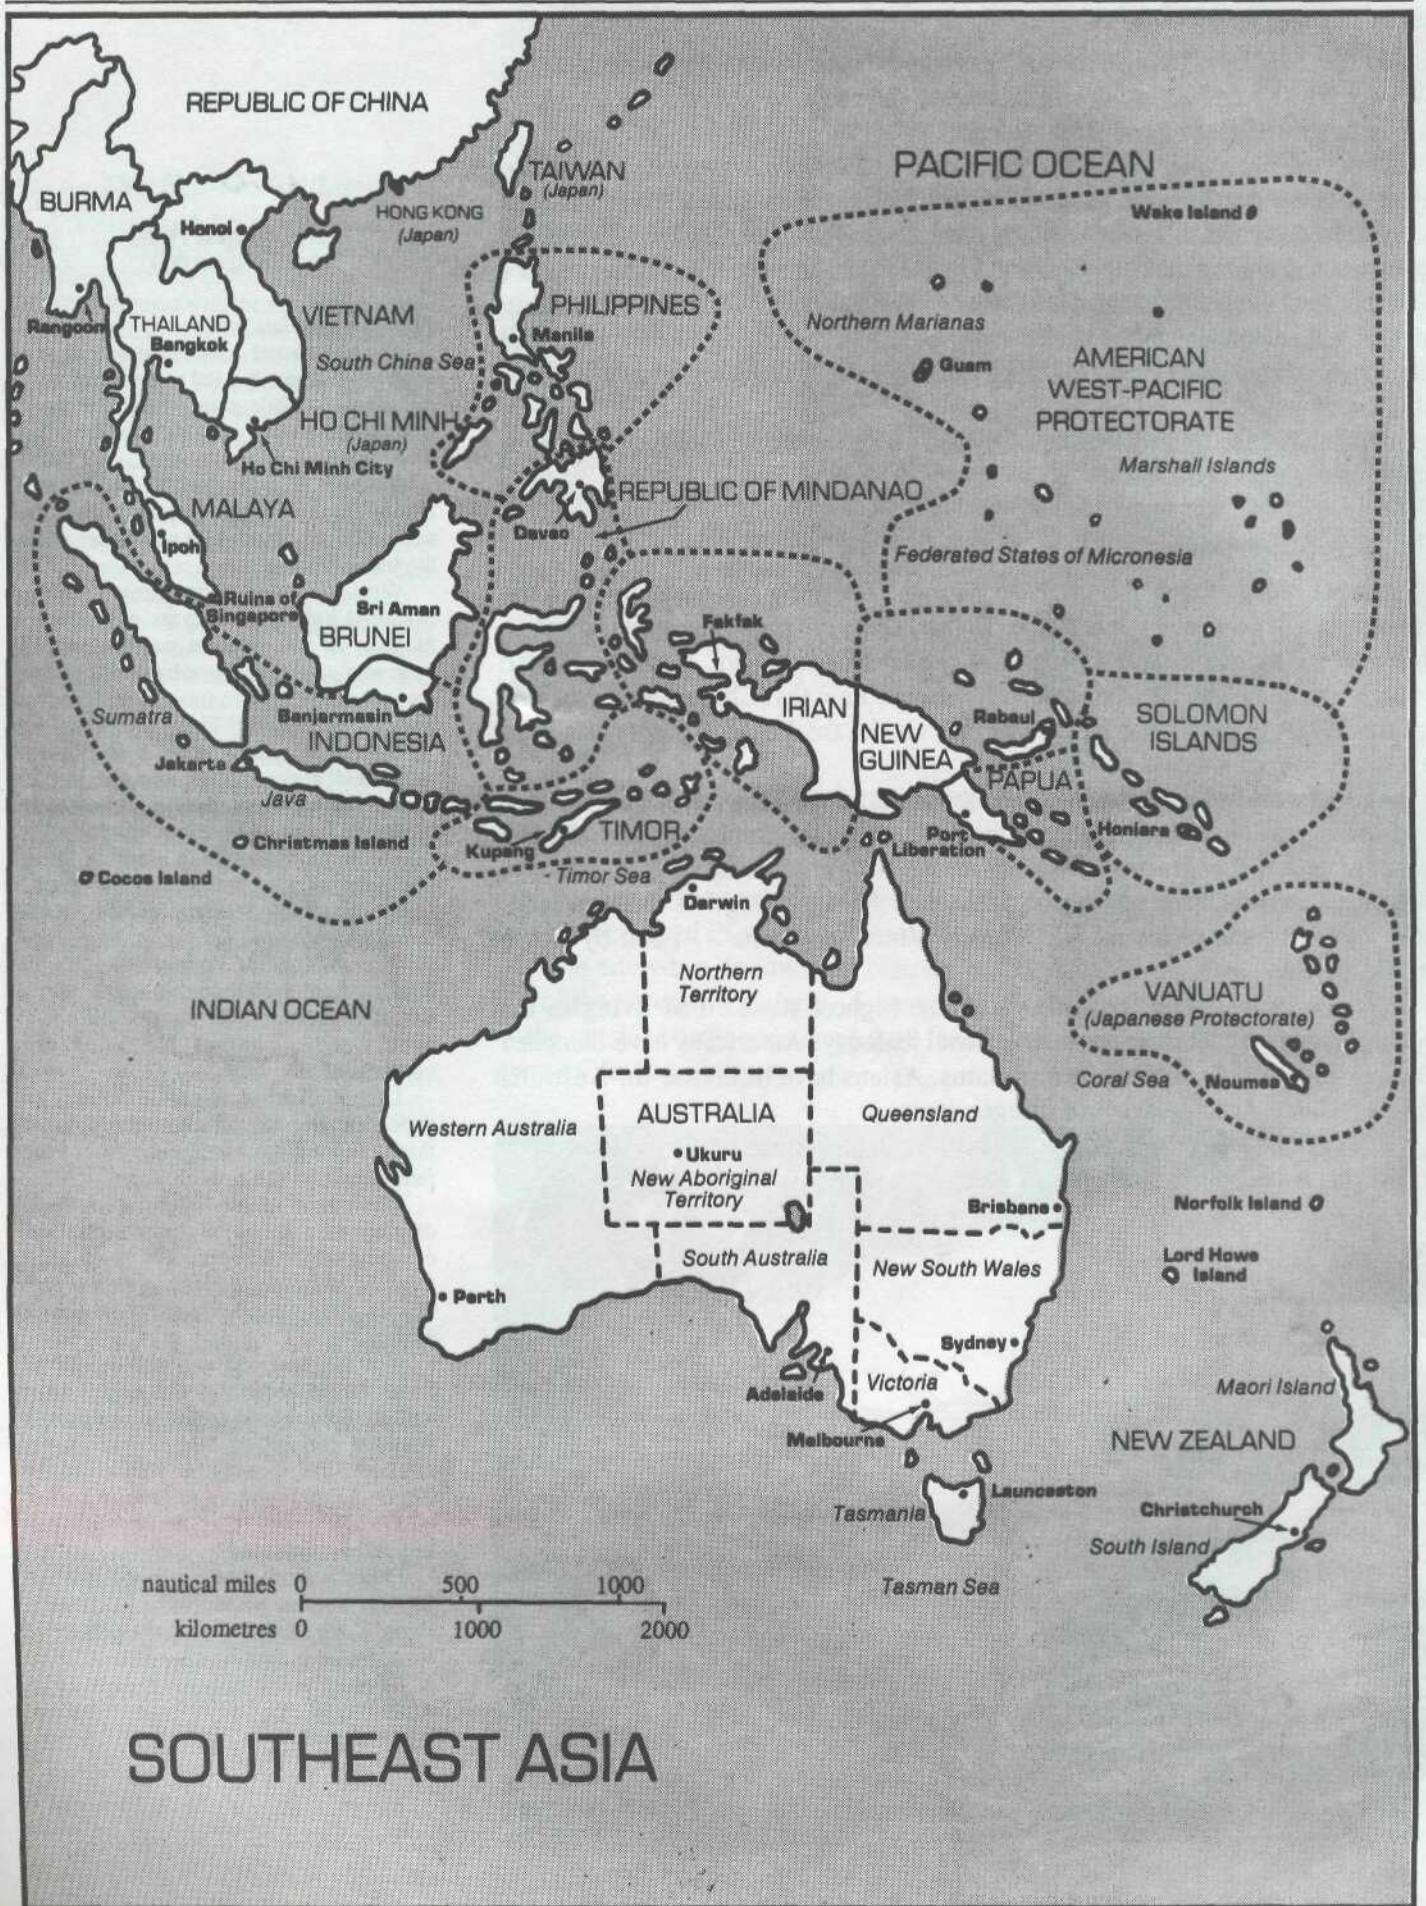 REPUBLIC OF CHINA
TAIWAN
(Japan)
PACIFIC OCEAN
BURMA
Hanoi
HONG KONG
(Japan)
Wake Island
Rangoon
THAILAND
Bangkok
VIETNAM
South China Sea
PHILIPPINES
Manila
Northern Marianas
Guam
AMERICAN
WEST-PACIFIC
PROTECTORATE
HO CHI MINH
(Japan)
Ho Chi Minh City
Marshall Islands
MALAYA
Ipoh
REPUBLIC OF MINDANAO
Davao
Federated States of Micronesia
Ruins of
Singapore
Sri Aman
BRUNEI
Fakfak
Sumatra
Banjarmasin
INDONESIA
IRIAN
NEW
GUINEA
Rabaul
SOLOMON
ISLANDS
Jakarta
Java
PAPUA
Christmas Island
Kupang
TIMOR
Port
Liberation
Honiara
Cocos Island
Timor Sea
Darwin
Northern
Territory
INDIAN OCEAN
VANUATU
(Japanese Protectorate)
Coral Sea
Noumea
Western Australia
AUSTRALIA
Queensland
Ukuru
New Aboriginal
Territory
Brisbane
Norfolk Island
South Australia
New South Wales
Lord Howe
Island
Perth
Sydney
Adelaide
Victoria
Maori Island
Melbourne
NEW ZEALAND
Launceston
Tasmania
Christchurch
South Island
Tasman Sea
nautical miles 0 500 1000
kilometres 0 1000 2000
SOUTHEAST ASIA